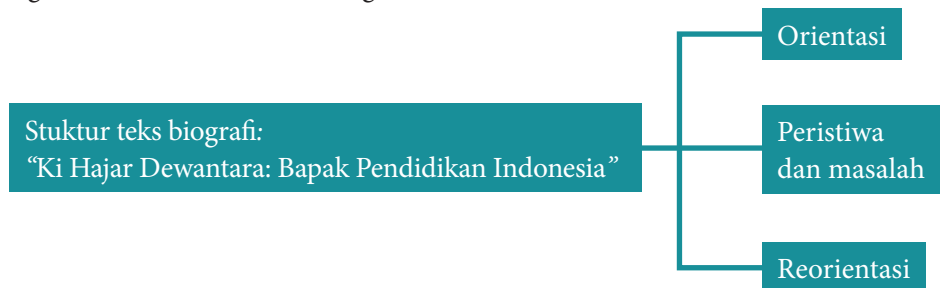 Orientasi
Stuktur teks biografi:
“Ki Hajar Dewantara: Bapak Pendidikan Indonesia”
Peristiwa
dan masalah
Reorientasi